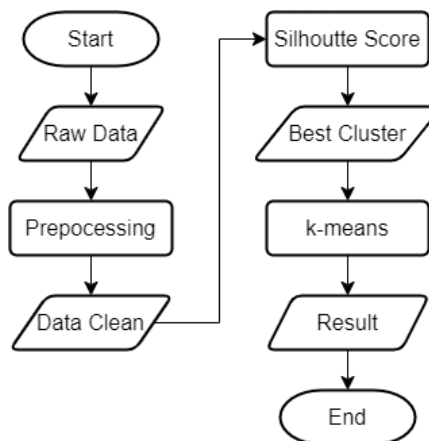 Start
Raw Data
Prepocessing
Data Clean
Silhoutte Score
Best Cluster
k-means
Result
End